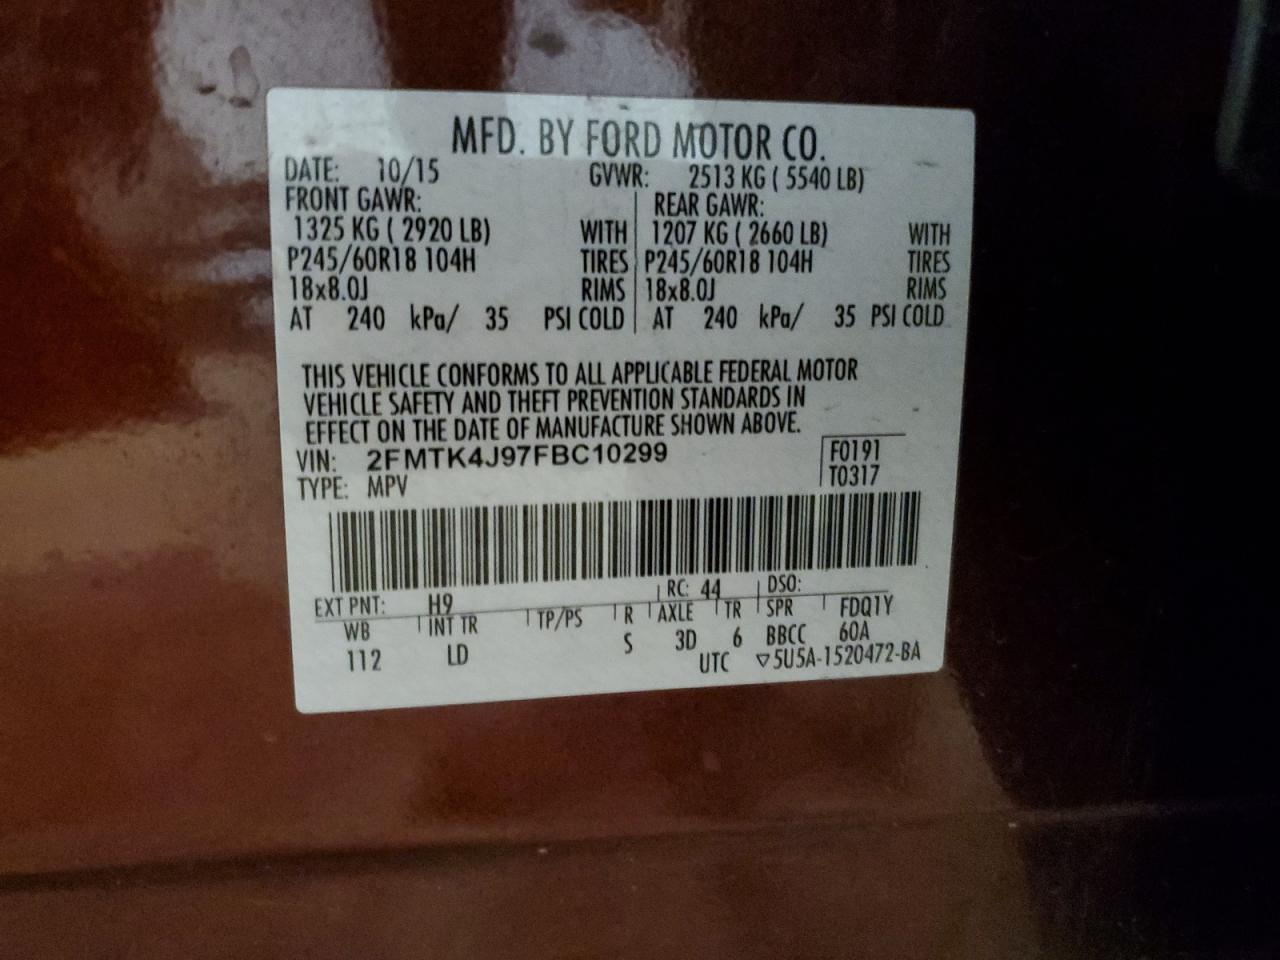 MFD. BY FORD MOTOR CO.
DATE: 10/15 GVWR: 2513 KG ( 5540 LB)
FRONT GAWR: REAR GAWR:
1325 KG ( 2920 LB) WITH 1207 KG ( 2660 LB) WITH
P245/60R18 104H TIRES P245/60R18 104H TIRES
18x8.0J RIMS 18x8.0J RIMS
AT 240 kPa/ 35 PSI COLD AT 240 kPa/ 35 PSI COLD
THIS VEHICLE CONFORMS TO ALL APPLICABLE FEDERAL MOTOR
VEHICLE SAFETY AND THEFT PREVENTION STANDARDS IN
EFFECT ON THE DATE OF MANUFACTURE SHOWN ABOVE.
VIN: 2FMTK4J97FBC10299 F0191
TYPE: MPV T0317
EXT PNT: H9 RC: 44 DSO:
WB INT TR TP/PS R AXLE TR SPR FDQ1Y
112 LD S 3D 6 BBCC 60A
UTC ▽5U5A-1520472-BA